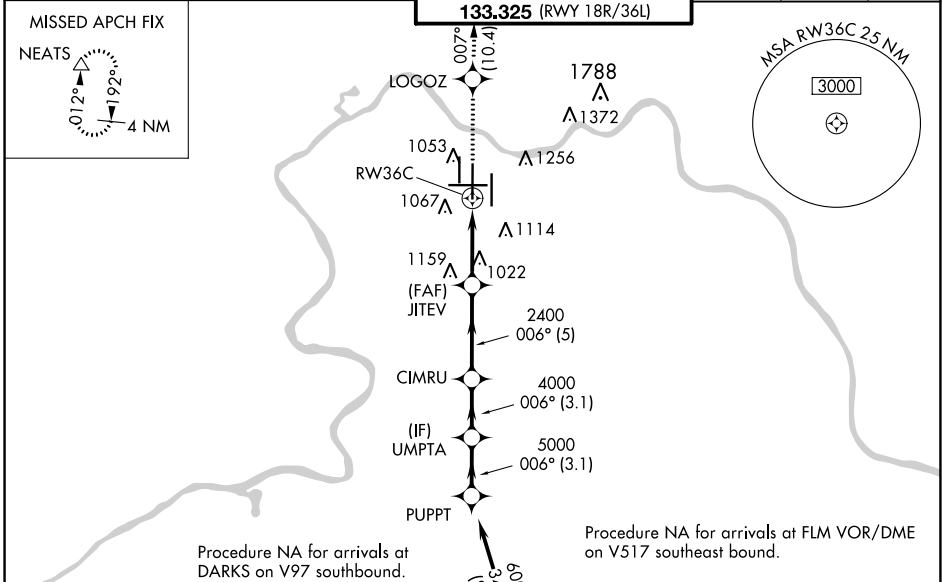 133.325 (RWY 18R/36L)
MISSED APCH FIX
NEATS
012°
192°
4 NM
007°
(10.4)
LOGOZ
1788
1372
1053
1256
RW36C
1067
1114
1159
1022
(FAF)
JITEV
2400
006° (5)
CIMRU
4000
006° (3.1)
(IF)
UMPTA
5000
006° (3.1)
PUPPT
MSA RW36C 25 NM
3000
Procedure NA for arrivals at
DARKS on V97 southbound.
Procedure NA for arrivals at FLM VOR/DME
on V517 southeast bound.